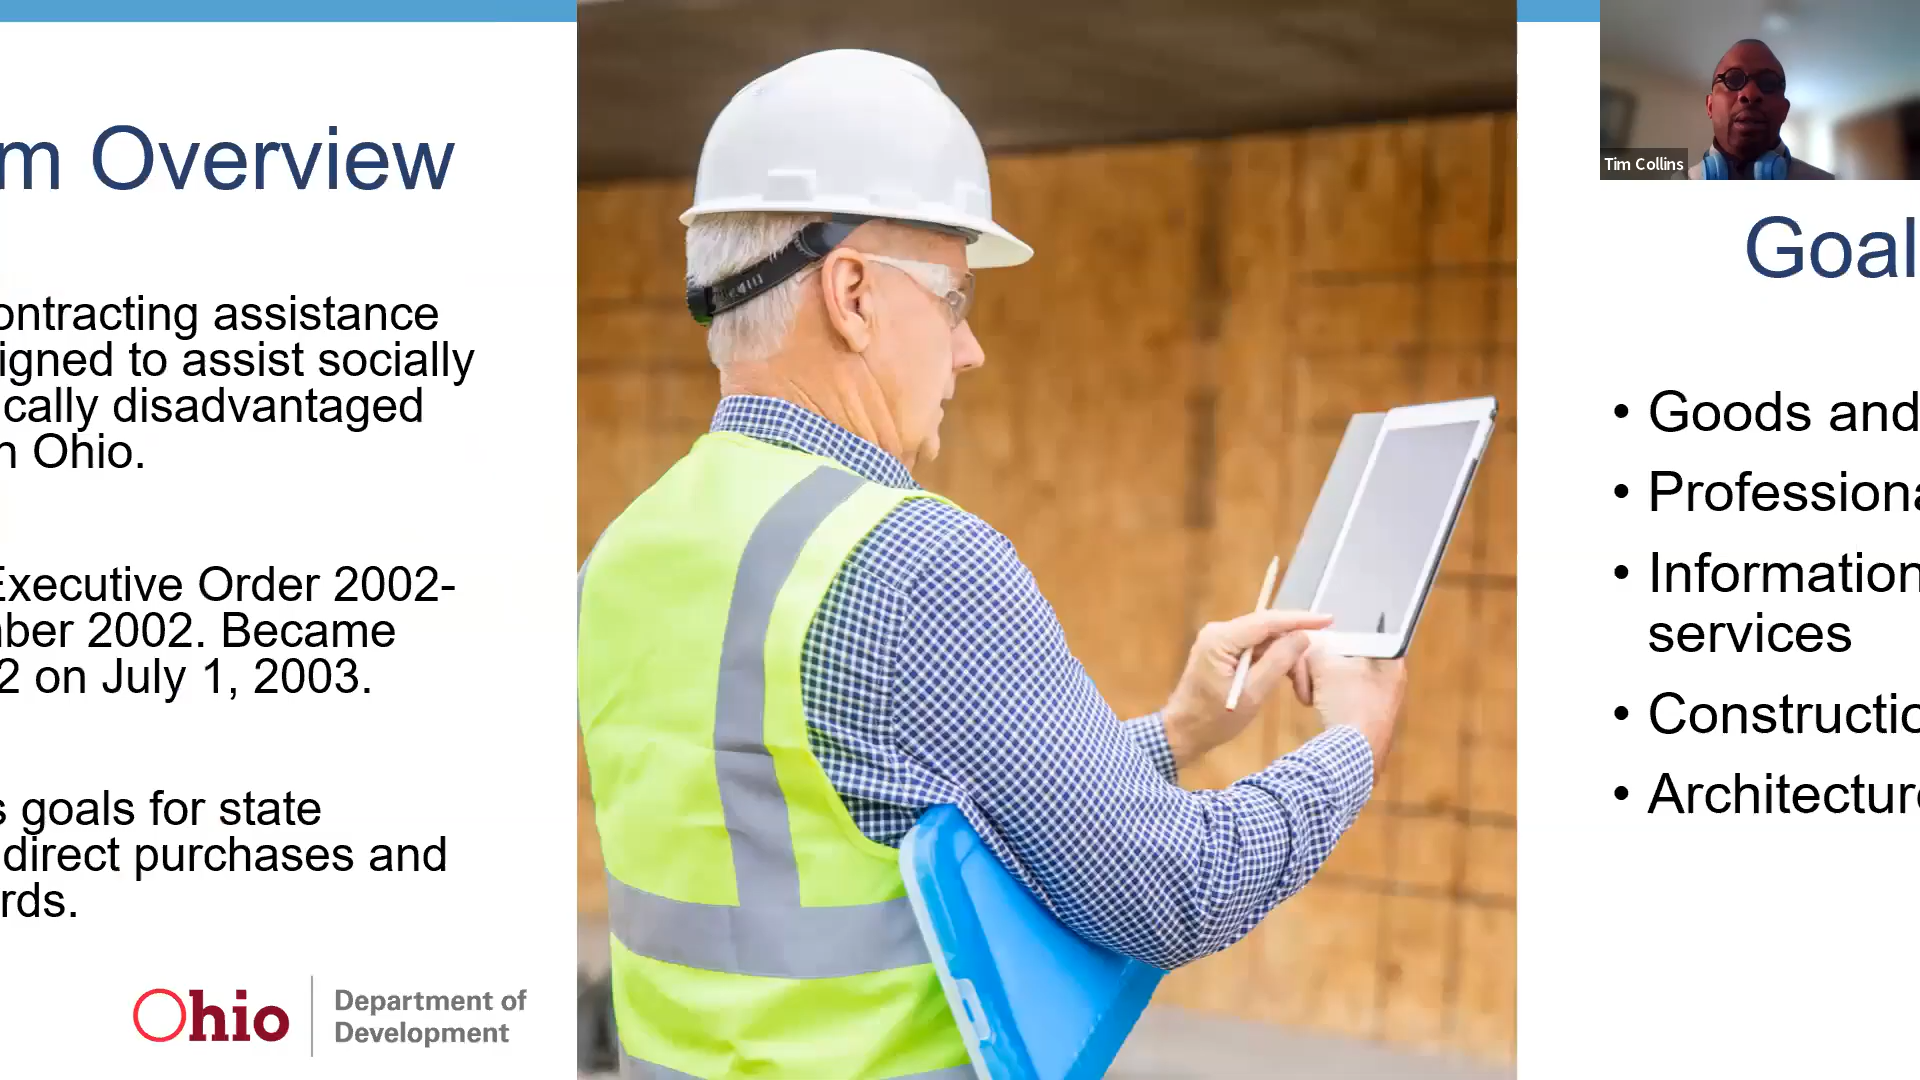 m Overview
ontracting assistance
igned to assist socially
ically disadvantaged
n Ohio.
Executive Order 2002-
ber 2002. Became
2 on July 1, 2003.
s goals for state
direct purchases and
rds.
Ohio
Department of
Development
Tim Collins
Goal
• Goods and
• Professiona
• Information
services
• Constructio
• Architectur